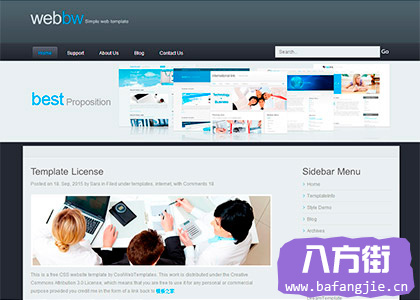 webbw Simple web template
Home Support About Us Blog Contact Us Search... Go
best Proposition
Template License
Posted on 18. Sep, 2015 by Sara in Filed under templates, internet, with Comments 18
This is a free CSS website template by CoolWebTemplates. This work is distributed under the Creative
Commons Attribution 3.0 License, which means that you are free to use it for any personal or commercial
purpose provided you credit me in the form of a link back to 模板之家
Sidebar Menu
Home
TemplateInfo
Style Demo
Blog
Archives
八方街
www.bafangjie.cn